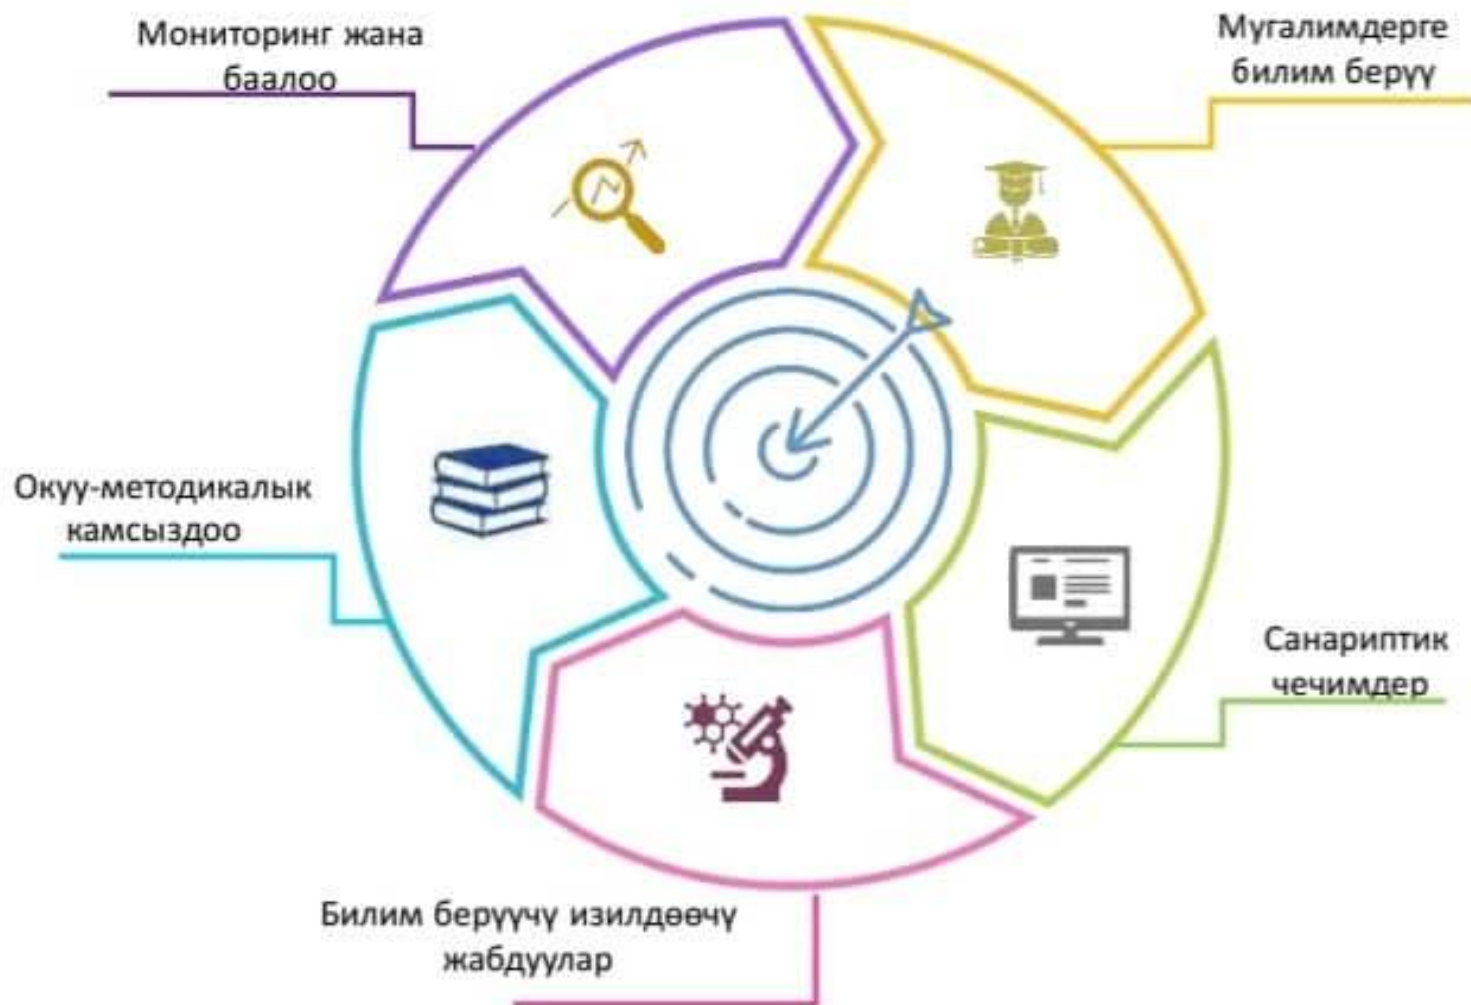 Мониторинг жана
баалоо
Мугалимдерге
билим берүү
Окуу-методикалык
камсыздоо
Санариптик
чечимдер
Билим берүүчү изилдөөчү
жабдуулар